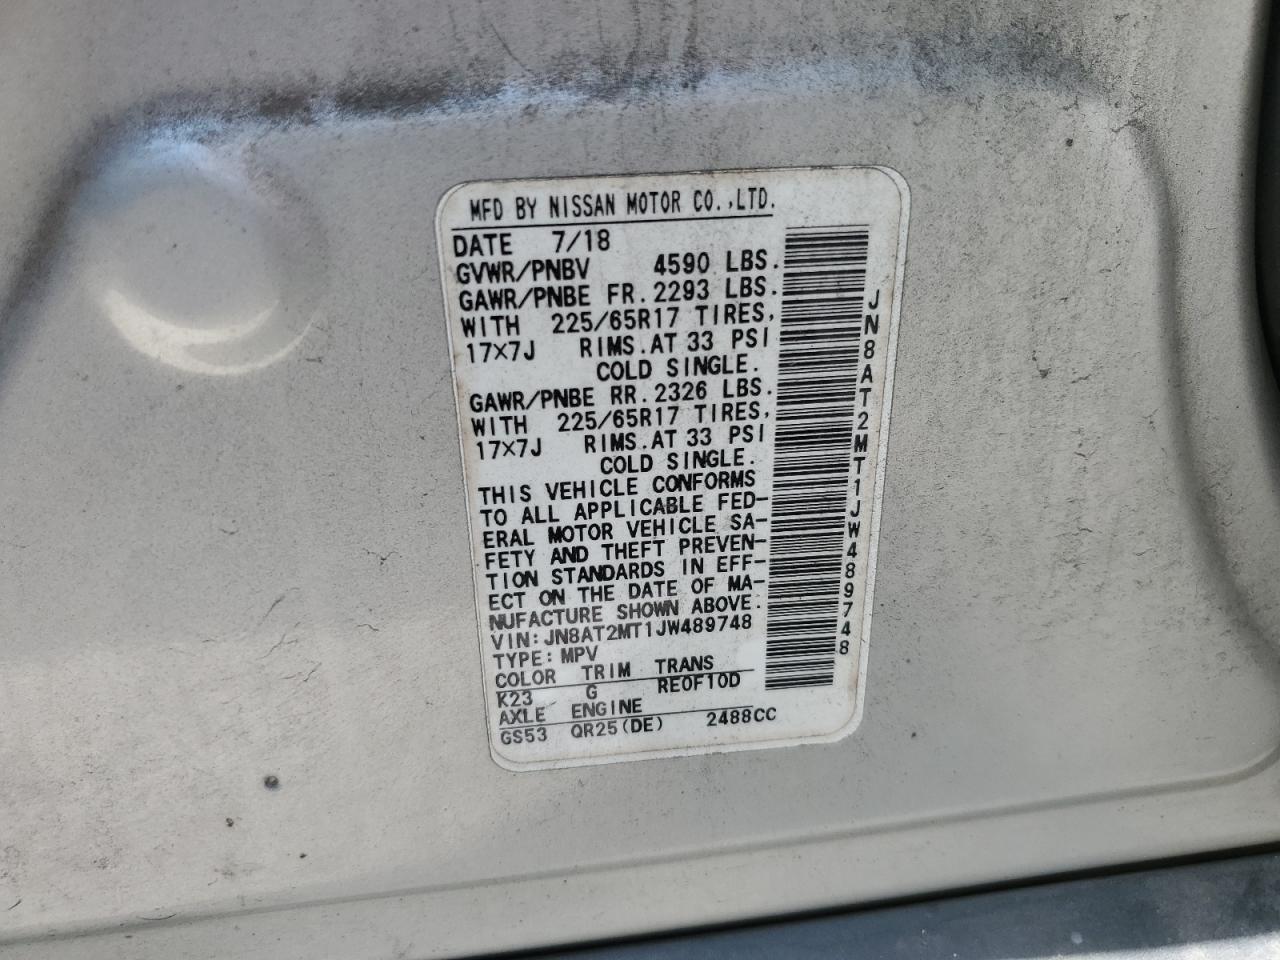 MFD BY NISSAN MOTOR CO.,LTD.
DATE 7/18
GVWR/PNBV 4590 LBS.
GAWR/PNBE FR. 2293 LBS.
WITH 225/65R17 TIRES,
17×7J RIMS. AT 33 PSI
COLD SINGLE.
GAWR/PNBE RR. 2326 LBS.
WITH 225/65R17 TIRES,
17×7J RIMS. AT 33 PSI
COLD SINGLE.
THIS VEHICLE CONFORMS
TO ALL APPLICABLE FED-
ERAL MOTOR VEHICLE SA-
FETY AND THEFT PREVEN-
TION STANDARDS IN EFF-
ECT ON THE DATE OF MA-
NUFACTURE SHOWN ABOVE.
VIN: JN8AT2MT1JW489748
TYPE: MPV
COLOR TRIM TRANS
K23 G RE0F10D
AXLE ENGINE
GS53 QR25(DE) 2488CC
JN8AT2MT1JW489748